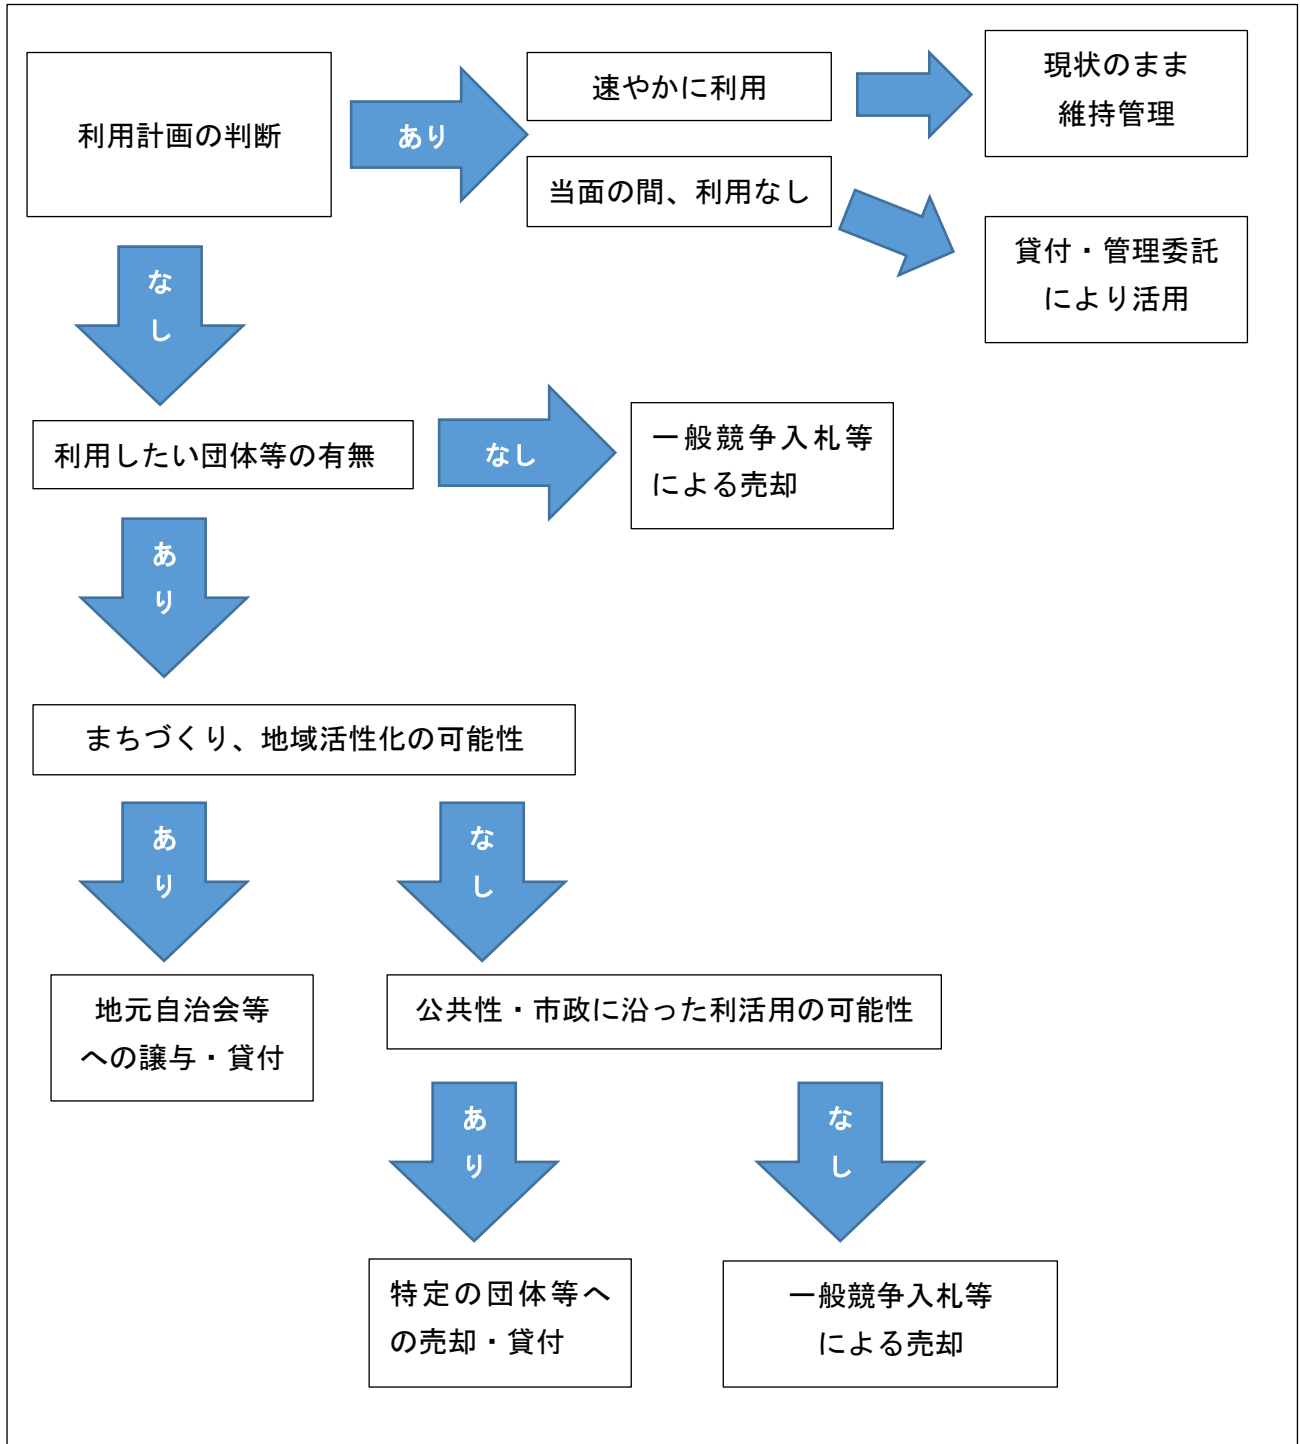 利用計画の判断
あり
速やかに利用
現状のまま
維持管理
当面の間、利用なし
貸付・管理委託
により活用
な
し
利用したい団体等の有無
なし
一般競争入札等
による売却
あ
り
まちづくり、地域活性化の可能性
あ
り
な
し
地元自治会等
への譲与・貸付
公共性・市政に沿った利活用の可能性
あ
り
な
し
特定の団体等へ
の売却・貸付
一般競争入札等
による売却